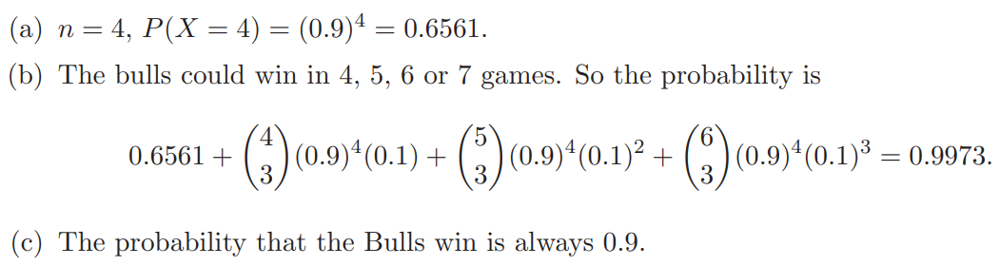 (a) n = 4, P(X = 4) = (0.9)^4 = 0.6561.
(b) The bulls could win in 4, 5, 6 or 7 games. So the probability is
0.6561 + \binom{4}{3}(0.9)^4(0.1) + \binom{5}{3}(0.9)^4(0.1)^2 + \binom{6}{3}(0.9)^4(0.1)^3 = 0.9973.
(c) The probability that the Bulls win is always 0.9.